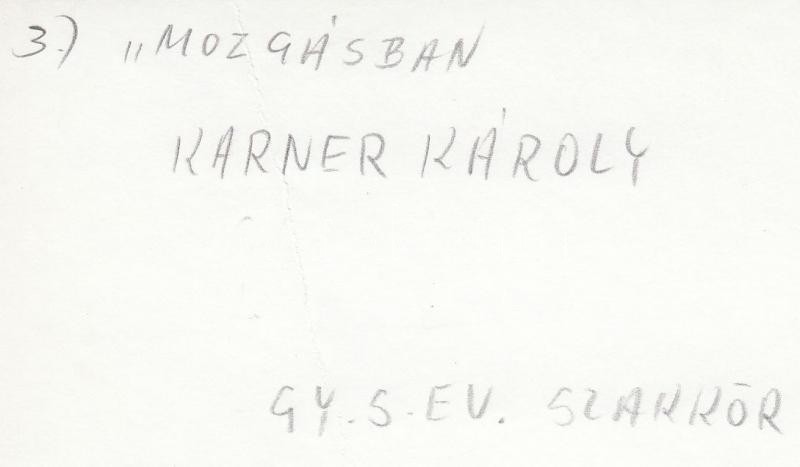 3.) „MOZGÁSBAN
KARNER KÁROLY
GY.S.EV. SZAKKÖR